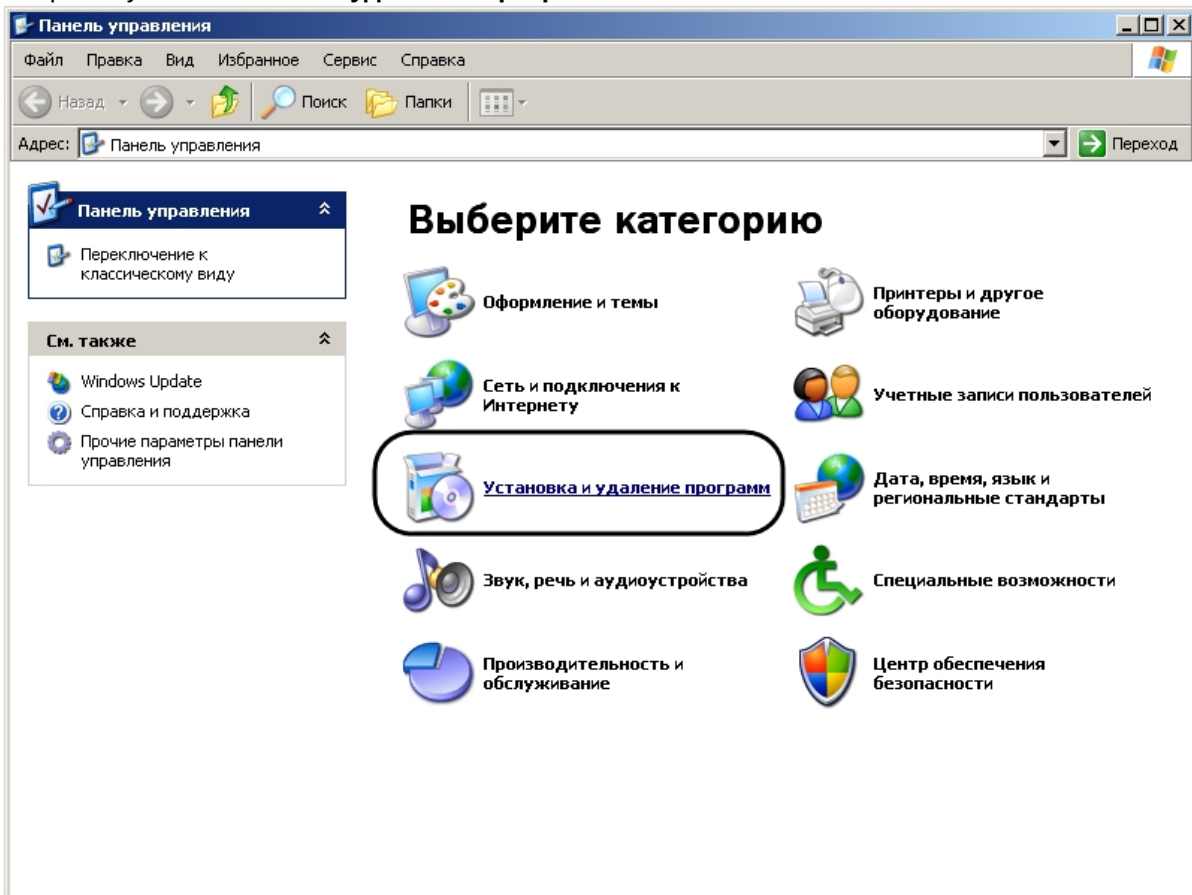 Панель управления
Файл Правка Вид Избранное Сервис Справка
Назад Поиск Папки
Адрес: Панель управления Переход
Панель управления
Переключение к
классическому виду
См. также
Windows Update
Справка и поддержка
Прочие параметры панели
управления
Выберите категорию
Оформление и темы
Принтеры и другое
оборудование
Сеть и подключения к
Интернету
Учетные записи пользователей
Установка и удаление программ
Дата, время, язык и
региональные стандарты
Звук, речь и аудиоустройства
Специальные возможности
Производительность и
обслуживание
Центр обеспечения
безопасности